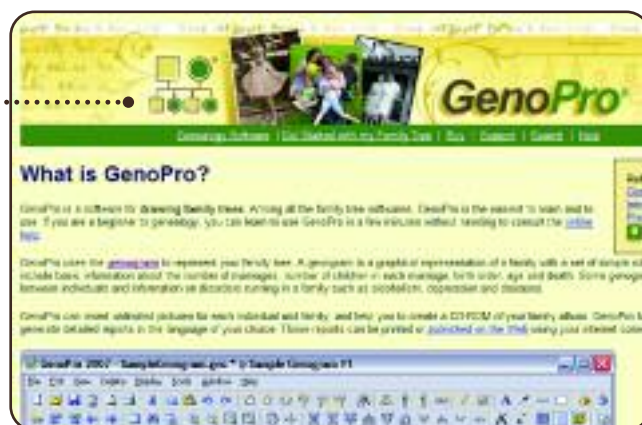 GenoPro
Genealogy Software | Get Started with my Family Tree | Buy | Support | Help
What is GenoPro?
GenoPro is a software for drawing family trees. Among all the family tree softwares, GenoPro is the easiest to learn and to
use. If you are a beginner to genealogy, you can learn to use GenoPro in a few minutes without needing to consult the online
help.
GenoPro uses the genogram to represent your family tree. A genogram is a graphical representation of a family with a set of simple
include basic information about the number of marriages, number of children in each marriage, birth order, age and death. Some
between individuals and information on disorders running in a family such as alcoholism, depression and diseases.
GenoPro can insert unlimited pictures for each individual and family, and help you to create a CD-ROM of your family album. GenoPro
generate detailed reports in the language of your choice. Those results can be printed or published on the Web using your internet
GenoPro 2007 - SampleGenogram.gno